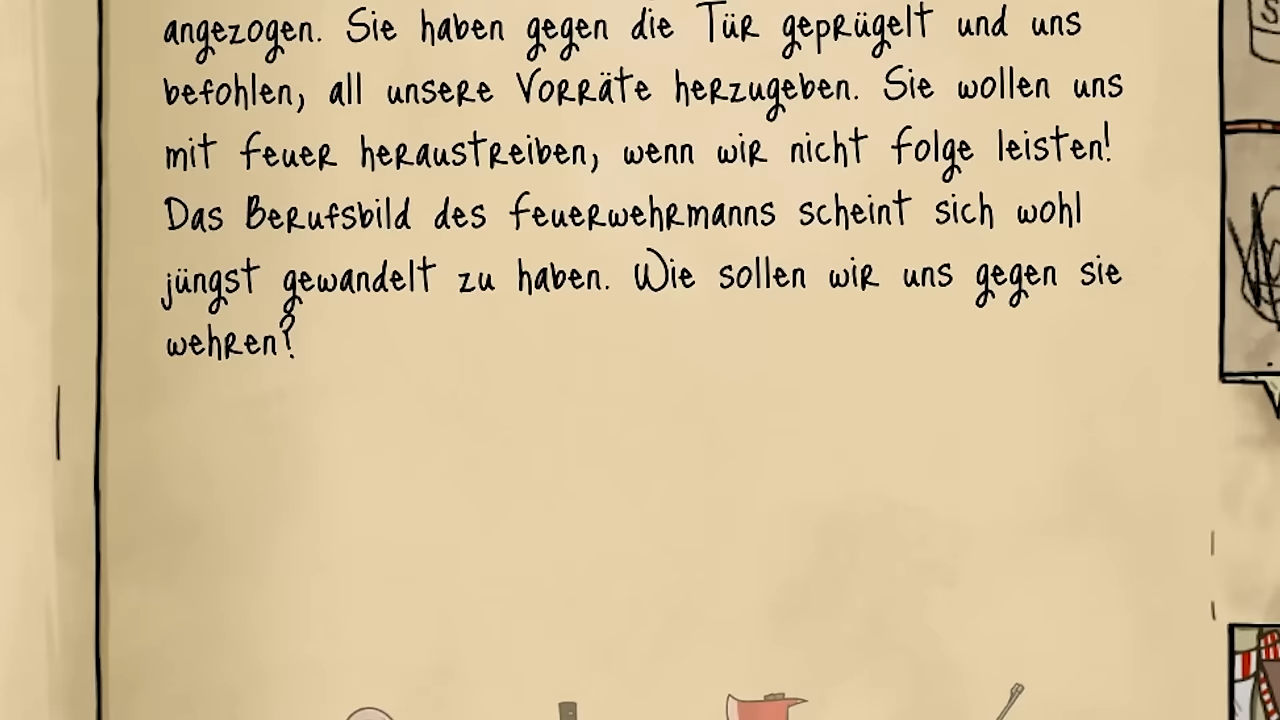 angezogen. Sie haben gegen die Tür geprügelt und uns
befohlen, all unsere Vorräte herzugeben. Sie wollen uns
mit Feuer heraustreiben, wenn wir nicht Folge leisten!
Das Berufsbild des Feuerwehrmanns scheint sich wohl
jüngst gewandelt zu haben. Wie sollen wir uns gegen sie
wehren?